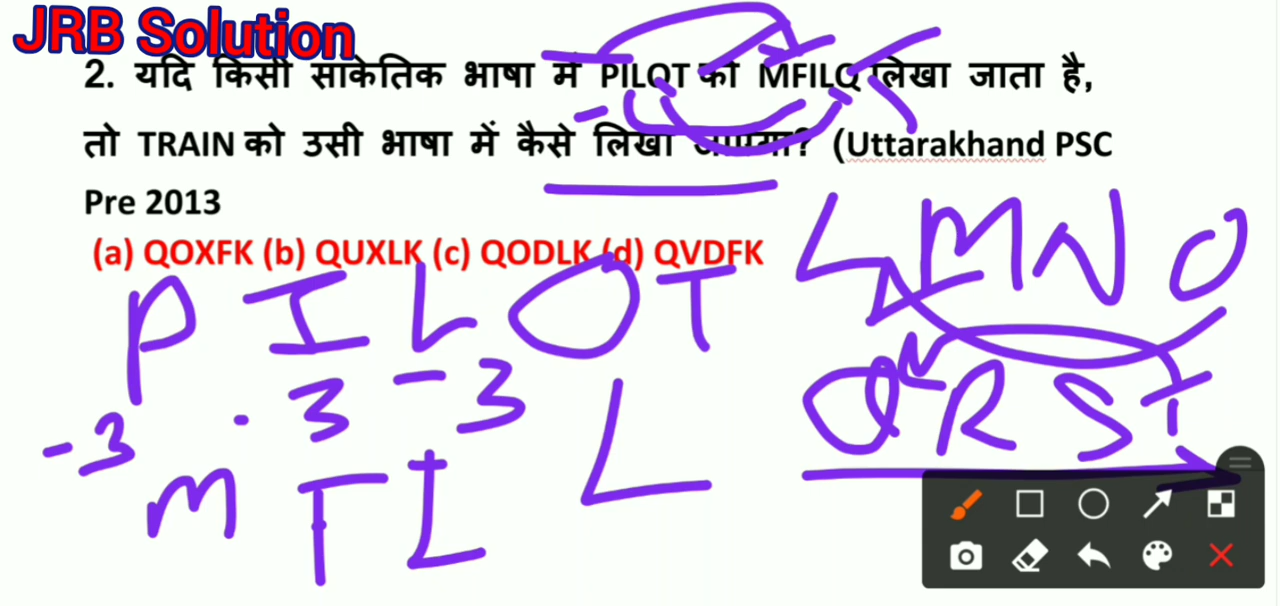 JRB Solution
2. यदि किसी सांकेतिक भाषा में PILOT को MFILQ लिखा जाता है,
तो TRAIN को उसी भाषा में कैसे लिखा जाएगा? (Uttarakhand PSC
Pre 2013
(a) QOXFK (b) QUXLK (c) QODLK (d) QVDFK
L M N O
P I L O T
Q R S T
-3 3 -3
M I L